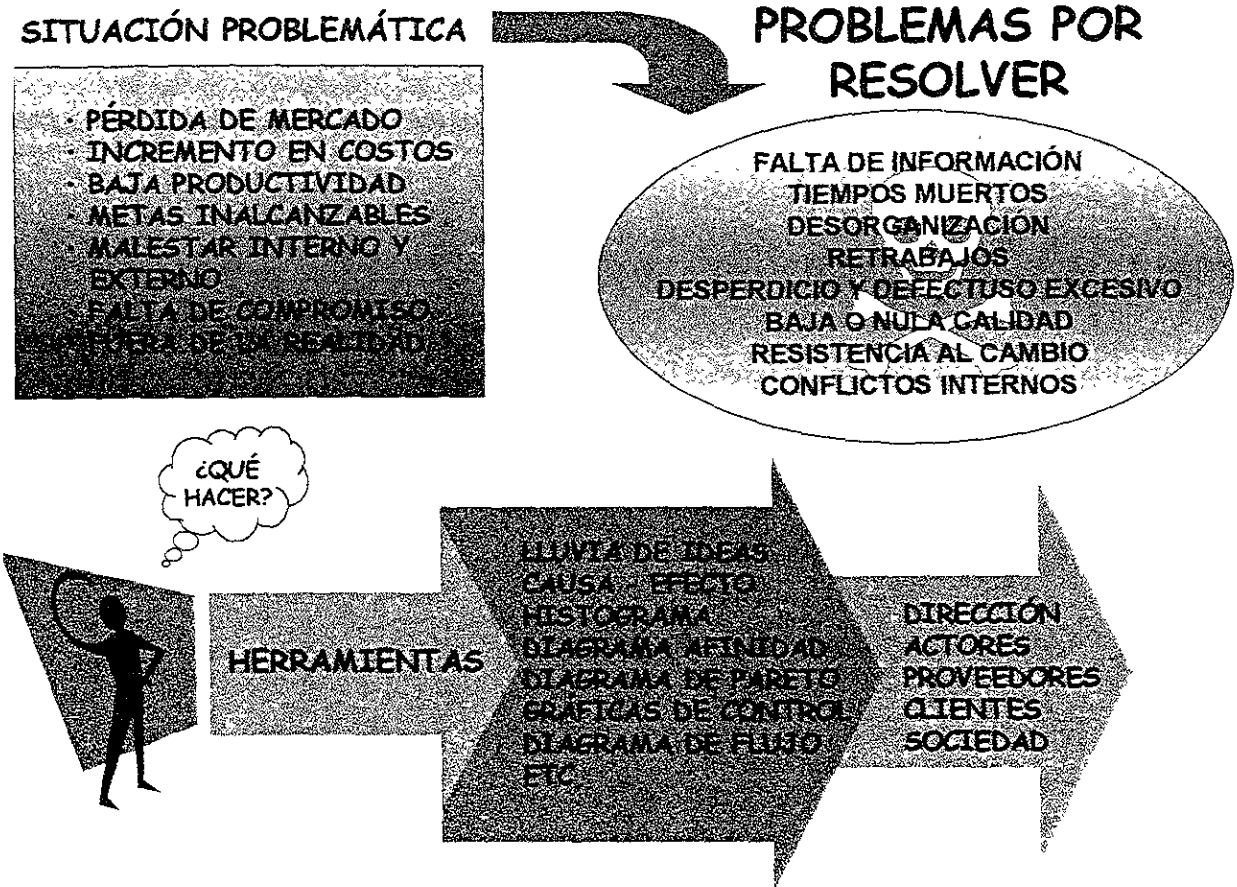 SITUACIÓN PROBLEMÁTICA
· PÉRDIDA DE MERCADO
· INCREMENTO EN COSTOS
· BAJA PRODUCTIVIDAD
· METAS INALCANZABLES
· MALESTAR INTERNO Y
EXTERNO
· FALTA DE COMPROMISO
· FUERA DE LA REALIDAD
PROBLEMAS POR
RESOLVER
FALTA DE INFORMACIÓN
TIEMPOS MUERTOS
DESORGANIZACIÓN
RETRABAJOS
DESPERDICIO Y DEFECTUSO EXCESIVO
BAJA O NULA CALIDAD
RESISTENCIA AL CAMBIO
CONFLICTOS INTERNOS
¿QUÉ
HACER?
HERRAMIENTAS
LLUVIA DE IDEAS
CAUSA - EFECTO
HISTOGRAMA
DIAGRAMA AFINIDAD
DIAGRAMA DE PARETO
GRÁFICAS DE CONTROL
DIAGRAMA DE FLUJO
ETC
DIRECCIÓN
ACTORES
PROVEEDORES
CLIENTES
SOCIEDAD